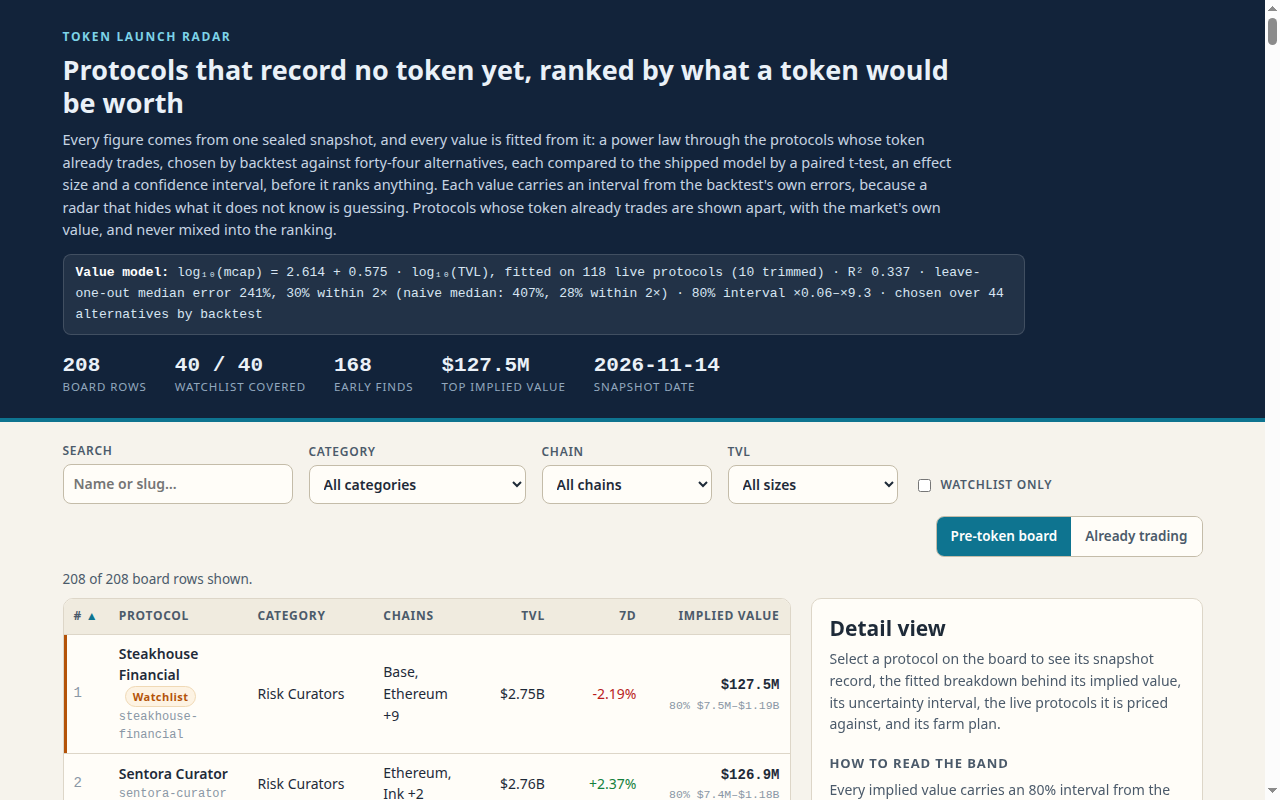 TOKEN LAUNCH RADAR
Protocols that record no token yet, ranked by what a token would
be worth
Every figure comes from one sealed snapshot, and every value is fitted from it: a power law through the protocols whose token
already trades, chosen by backtest against forty-four alternatives, each compared to the shipped model by a paired t-test, an effect
size and a confidence interval, before it ranks anything. Each value carries an interval from the backtest's own errors, because a
radar that hides what it does not know is guessing. Protocols whose token already trades are shown apart, with the market's own
value, and never mixed into the ranking.
Value model: log₁₀(mcap) = 2.614 + 0.575 · log₁₀(TVL), fitted on 118 live protocols (10 trimmed) · R² 0.337 · leave-
one-out median error 241%, 30% within 2× (naive median: 407%, 28% within 2×) · 80% interval ×0.06–×9.3 · chosen over 44
alternatives by backtest
208
BOARD ROWS
40 / 40
WATCHLIST COVERED
168
EARLY FINDS
$127.5M
TOP IMPLIED VALUE
2026-11-14
SNAPSHOT DATE
SEARCH
Name or slug...
CATEGORY
All categories
CHAIN
All chains
TVL
All sizes
WATCHLIST ONLY
Pre-token board
Already trading
208 of 208 board rows shown.
# ▲ PROTOCOL CATEGORY CHAINS TVL 7D IMPLIED VALUE
1
Steakhouse
Financial
Watchlist
steakhouse-
financial
Risk Curators
Base,
Ethereum
+9
$2.75B
-2.19%
$127.5M
80% $7.5M–$1.19B
2
Sentora Curator
sentora-curator
Risk Curators
Ethereum,
Ink +2
$2.76B
+2.37%
$126.9M
80% $7.4M–$1.18B
Detail view
Select a protocol on the board to see its snapshot
record, the fitted breakdown behind its implied value,
its uncertainty interval, the live protocols it is priced
against, and its farm plan.
HOW TO READ THE BAND
Every implied value carries an 80% interval from the